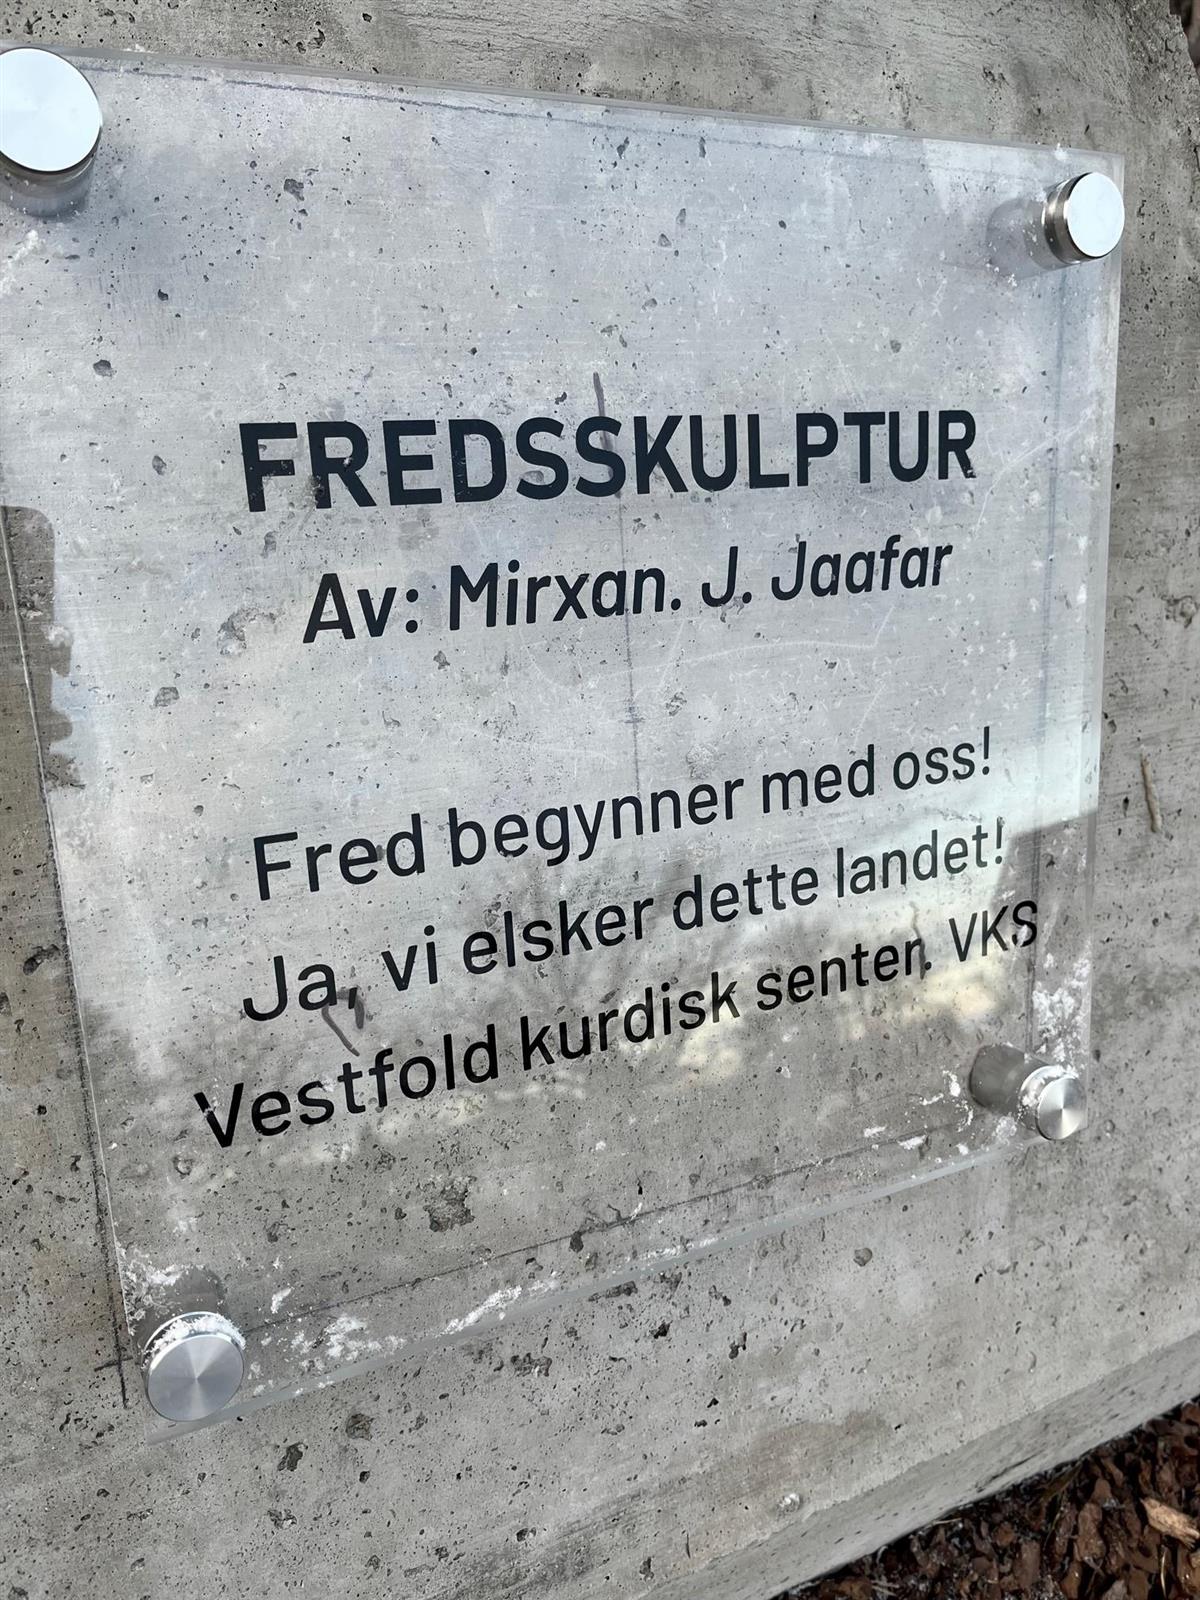 FREDSSKULPTUR
Av: Mirxan. J. Jaafar
Fred begynner med oss!
Ja, vi elsker dette landet!
Vestfold kurdisk senter. VKS